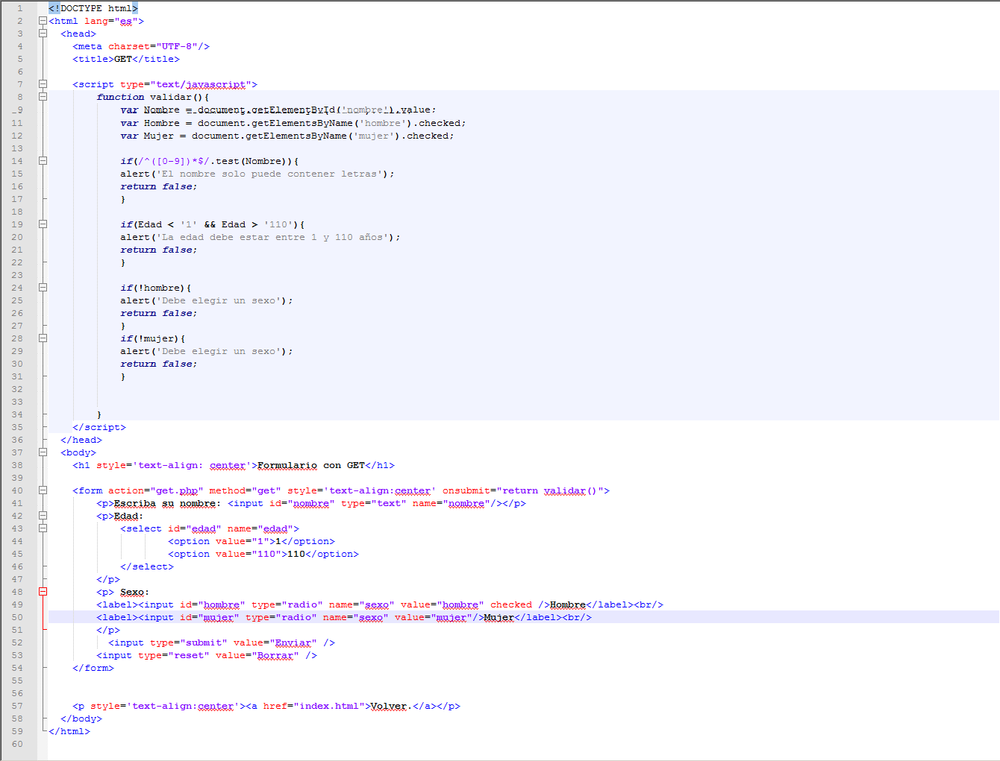 1 <!DOCTYPE html>
2 <html lang="es">
3 <head>
4 <meta charset="UTF-8"/>
5 <title>GET</title>
6
7 <script type="text/javascript">
8 function validar(){
9 var Nombre = document.getElementById('nombre').value;
11 var Hombre = document.getElementsByName('hombre').checked;
12 var Mujer = document.getElementsByName('mujer').checked;
13
14 if(/^([0-9])*$/.test(Nombre)){
15 alert('El nombre solo puede contener letras');
16 return false;
17 }
18
19 if(Edad < '1' && Edad > '110'){
20 alert('La edad debe estar entre 1 y 110 años');
21 return false;
22 }
23
24 if(!hombre){
25 alert('Debe elegir un sexo');
26 return false;
27 }
28 if(!mujer){
29 alert('Debe elegir un sexo');
30 return false;
31 }
32
33
34 }
35 </script>
36 </head>
37 <body>
38 <h1 style='text-align: center'>Formulario con GET</h1>
39
40 <form action="get.php" method="get" style='text-align:center' onsubmit="return validar()">
41 <p>Escriba su nombre: <input id="nombre" type="text" name="nombre"/></p>
42 <p>Edad:
43 <select id="edad" name="edad">
44 <option value="1">1</option>
45 <option value="110">110</option>
46 </select>
47 </p>
48 <p> Sexo:
49 <label><input id="hombre" type="radio" name="sexo" value="hombre" checked />Hombre</label><br/>
50 <label><input id="mujer" type="radio" name="sexo" value="mujer"/>Mujer</label><br/>
51 </p>
52 <input type="submit" value="Enviar" />
53 <input type="reset" value="Borrar" />
54 </form>
55
56
57 <p style='text-align:center'><a href="index.html">Volver.</a></p>
58 </body>
59 </html>
60